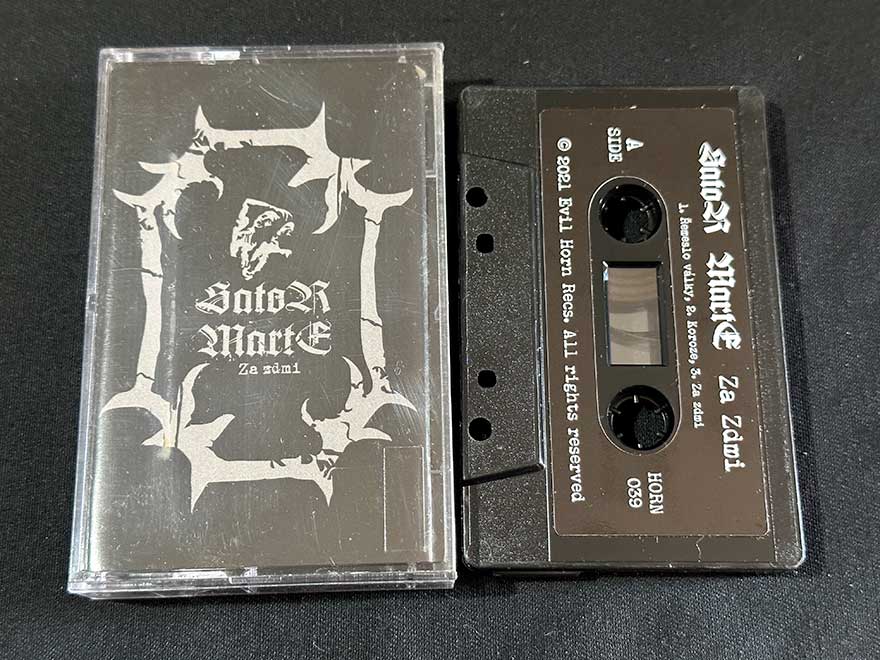 SatoR
MartE
Za zdmi
SatoR MartE Za Zdmi
1. Řemeslo války, 2. Koroze, 3. Za zdmi
A
SIDE
HORN
039
© 2021 Evil Horn Recs. All rights reserved